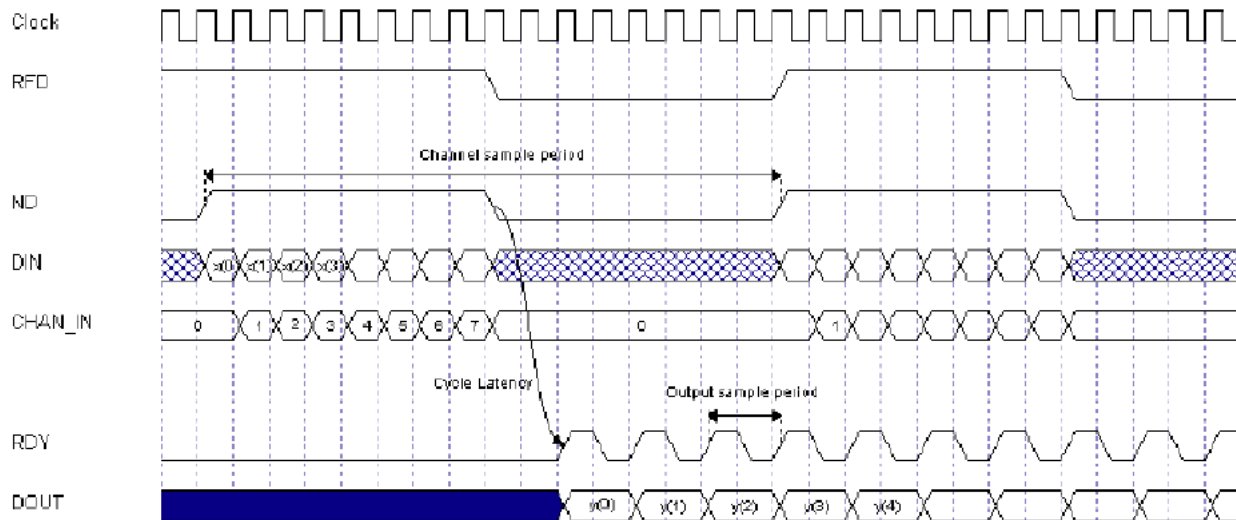 Clock
RFD
Channel sample period
ND
DIN x(0) x(1) x(2) x(3)
CHAN_IN 0 1 2 3 4 5 6 7 0 1
Cycle Latency
Output sample period
RDY
DOUT y(0) y(1) y(2) y(3) y(4)